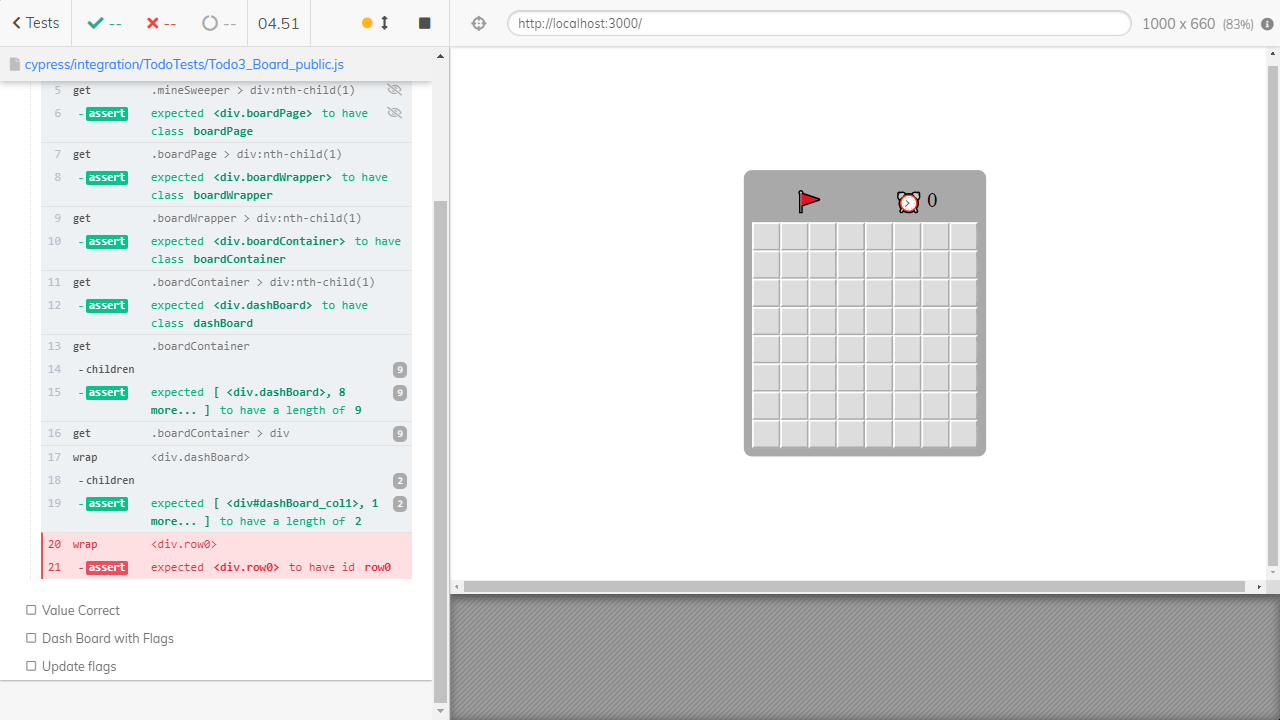 Tests -- -- -- 04.51
http://localhost:3000/ 1000 x 660 (83%)
cypress/integration/TodoTests/Todo3_Board_public.js
5 get .mineSweeper > div:nth-child(1)
6 -assert expected <div.boardPage> to have
class boardPage
7 get .boardPage > div:nth-child(1)
8 -assert expected <div.boardWrapper> to have
class boardWrapper
9 get .boardWrapper > div:nth-child(1)
10 -assert expected <div.boardContainer> to have
class boardContainer
11 get .boardContainer > div:nth-child(1)
12 -assert expected <div.dashBoard> to have
class dashBoard
13 get .boardContainer
14 -children 9
15 -assert expected [ <div.dashBoard>, 8 9
more... ] to have a length of 9
16 get .boardContainer > div 9
17 wrap <div.dashBoard>
18 -children 2
19 -assert expected [ <div#dashBoard_col1>, 1 2
more... ] to have a length of 2
20 wrap <div.row0>
21 -assert expected <div.row0> to have id row0
Value Correct
Dash Board with Flags
Update flags
0